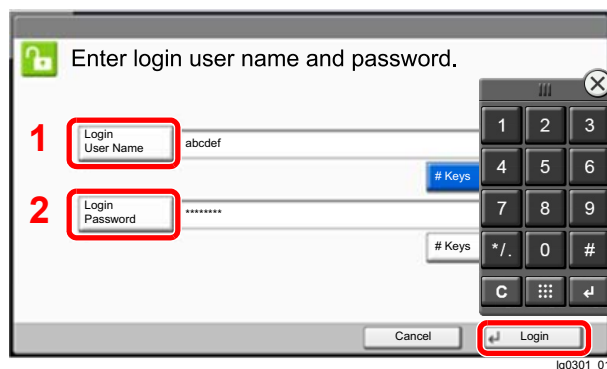 Enter login user name and password.
1
Login
User Name
abcdef
# Keys
2
Login
Password
********
# Keys
1 2 3
4 5 6
7 8 9
*/. 0 #
C
Cancel
Login